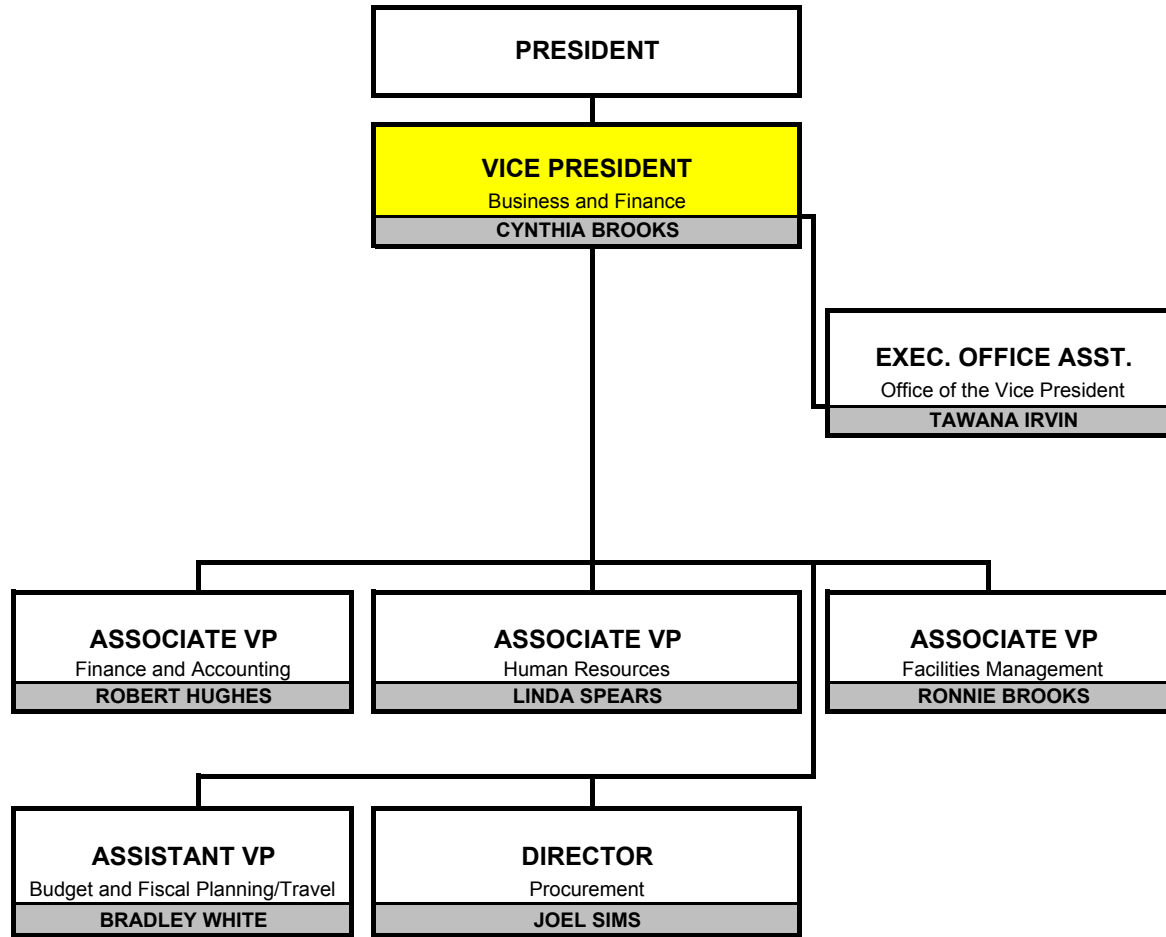 PRESIDENT
VICE PRESIDENT
Business and Finance
CYNTHIA BROOKS
EXEC. OFFICE ASST.
Office of the Vice President
TAWANA IRVIN
ASSOCIATE VP
Finance and Accounting
ROBERT HUGHES
ASSOCIATE VP
Human Resources
LINDA SPEARS
ASSOCIATE VP
Facilities Management
RONNIE BROOKS
ASSISTANT VP
Budget and Fiscal Planning/Travel
BRADLEY WHITE
DIRECTOR
Procurement
JOEL SIMS